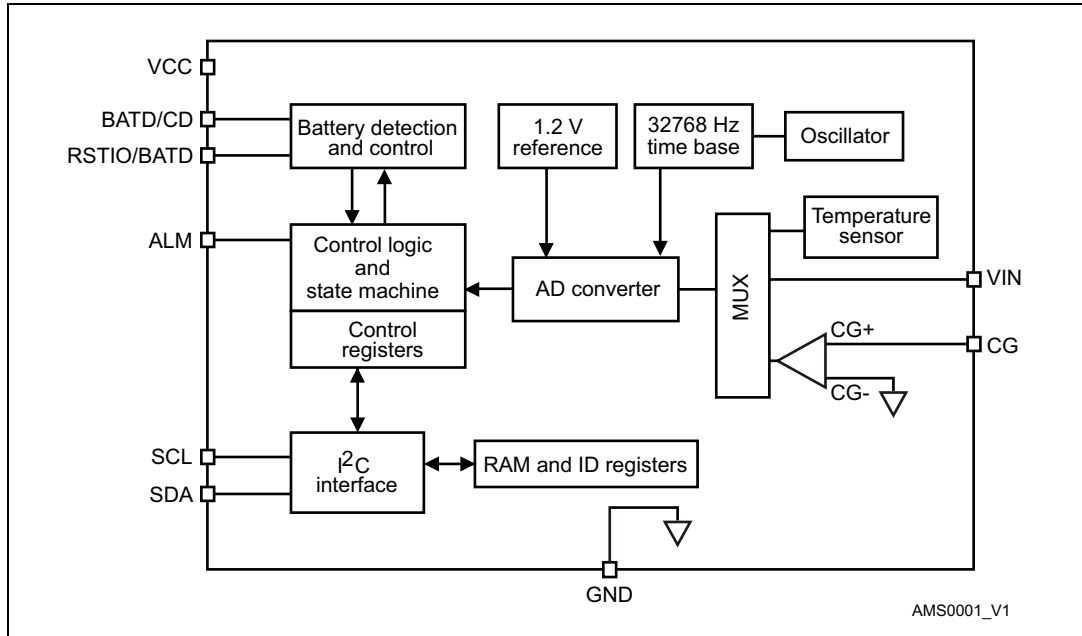 VCC
BATD/CD
RSTIO/BATD
Battery detection
and control
1.2 V
reference
32768 Hz
time base
Oscillator
ALM
Control logic
and
state machine
Control
registers
AD converter
MUX
Temperature
sensor
VIN
CG+
CG
CG-
SCL
SDA
I²C
interface
RAM and ID registers
GND
AMS0001_V1